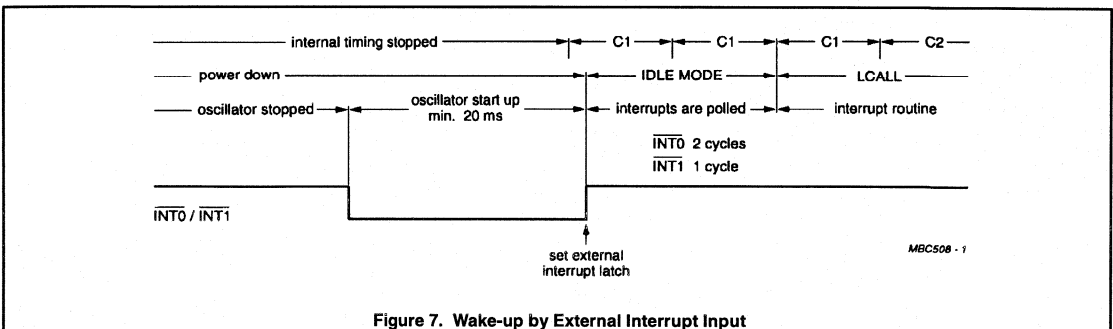 internal timing stopped C1 C1 C1 C2
power down IDLE MODE LCALL
oscillator stopped oscillator start up interrupts are polled interrupt routine
min. 20 ms
INT0 2 cycles
INT1 1 cycle
INT0 / INT1
set external
interrupt latch
MBC508 - 1
Figure 7. Wake-up by External Interrupt Input